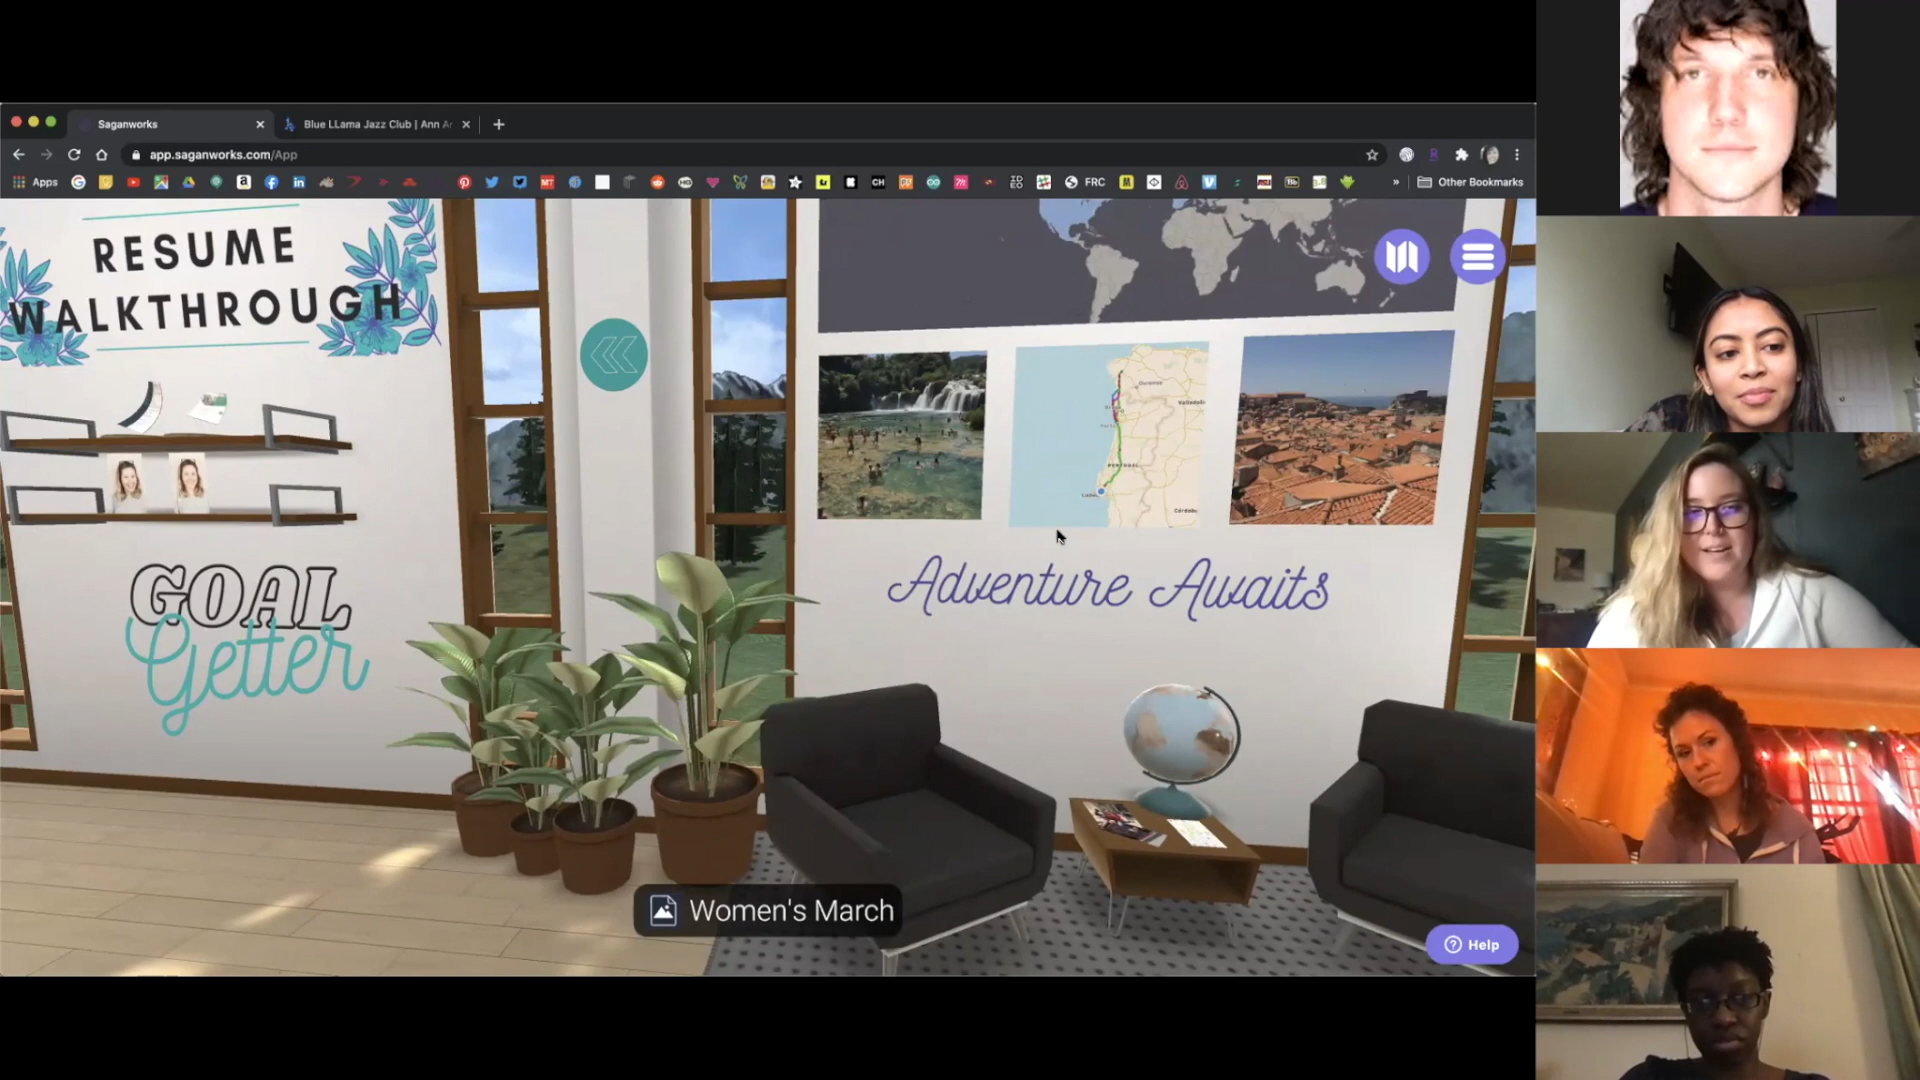 Saganworks
Blue LLama Jazz Club | Ann Ar
app.saganworks.com/App
Apps
FRC
Other Bookmarks
RESUME
WALKTHROUGH
GOAL
Getter
Adventure Awaits
PORTUGAL
Women's March
Help